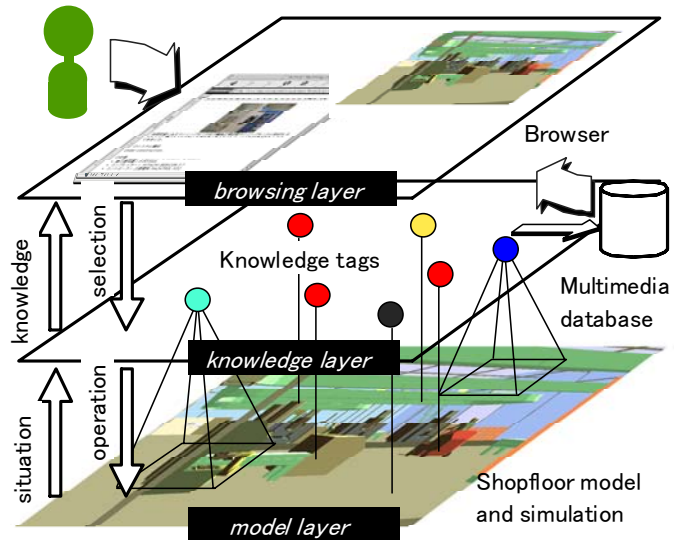 Browser
browsing layer
knowledge
selection
Knowledge tags
Multimedia
database
knowledge layer
situation
operation
Shopfloor model
and simulation
model layer